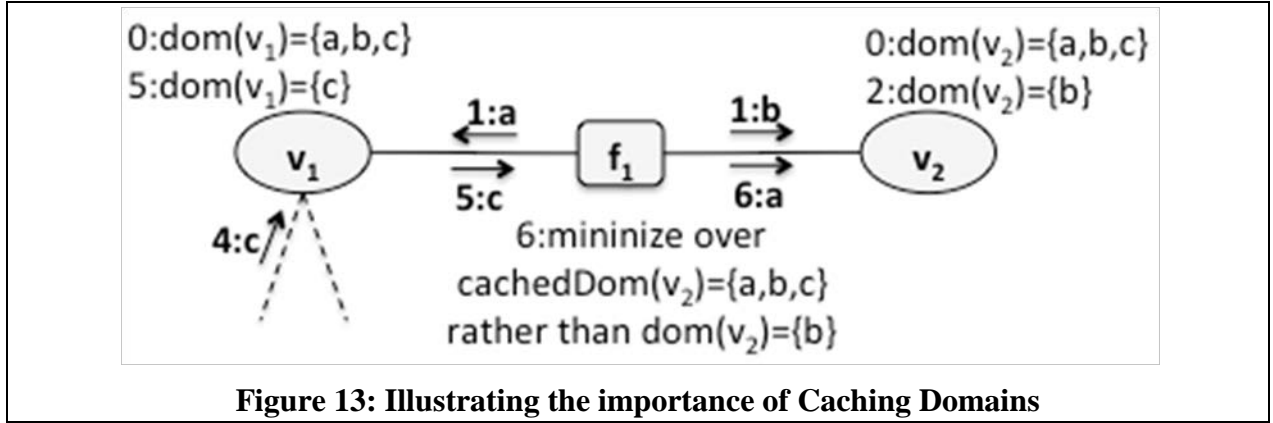 0:dom(v₁)={a,b,c}
5:dom(v₁)={c}
0:dom(v₂)={a,b,c}
2:dom(v₂)={b}
1:a
1:b
v₁
f₁
v₂
5:c
6:a
4:c
6:mininize over
cachedDom(v₂)={a,b,c}
rather than dom(v₂)={b}
Figure 13: Illustrating the importance of Caching Domains